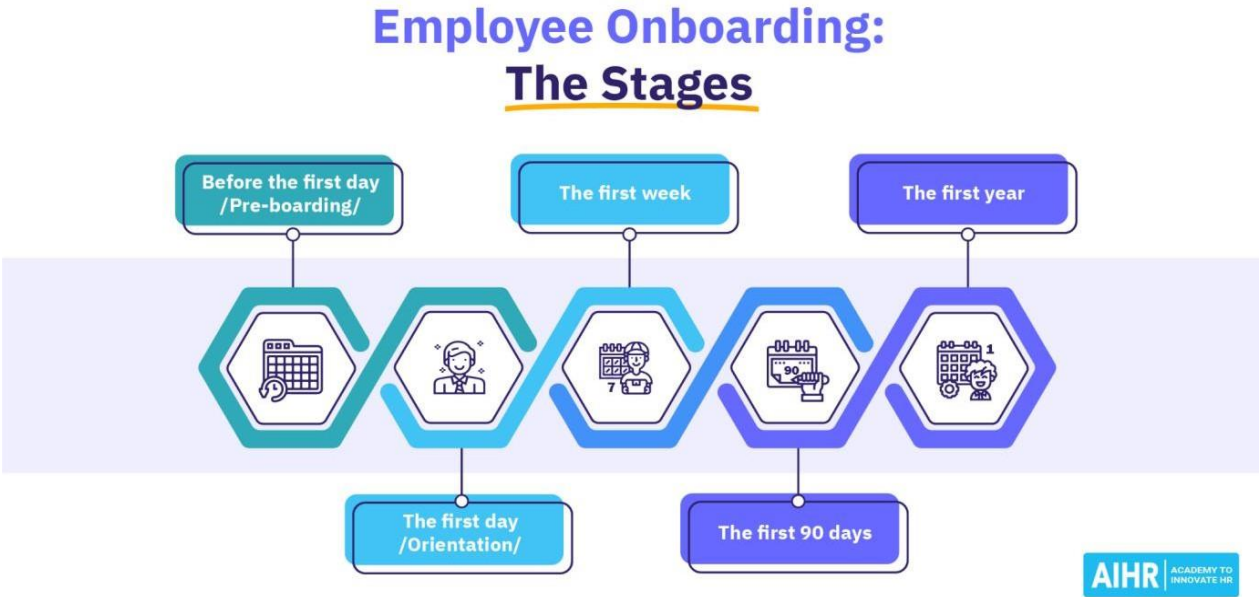 Employee Onboarding:
The Stages
Before the first day
/Pre-boarding/
The first week
The first year
7
90
1
The first day
/Orientation/
The first 90 days
AIHR
ACADEMY TO
INNOVATE HR